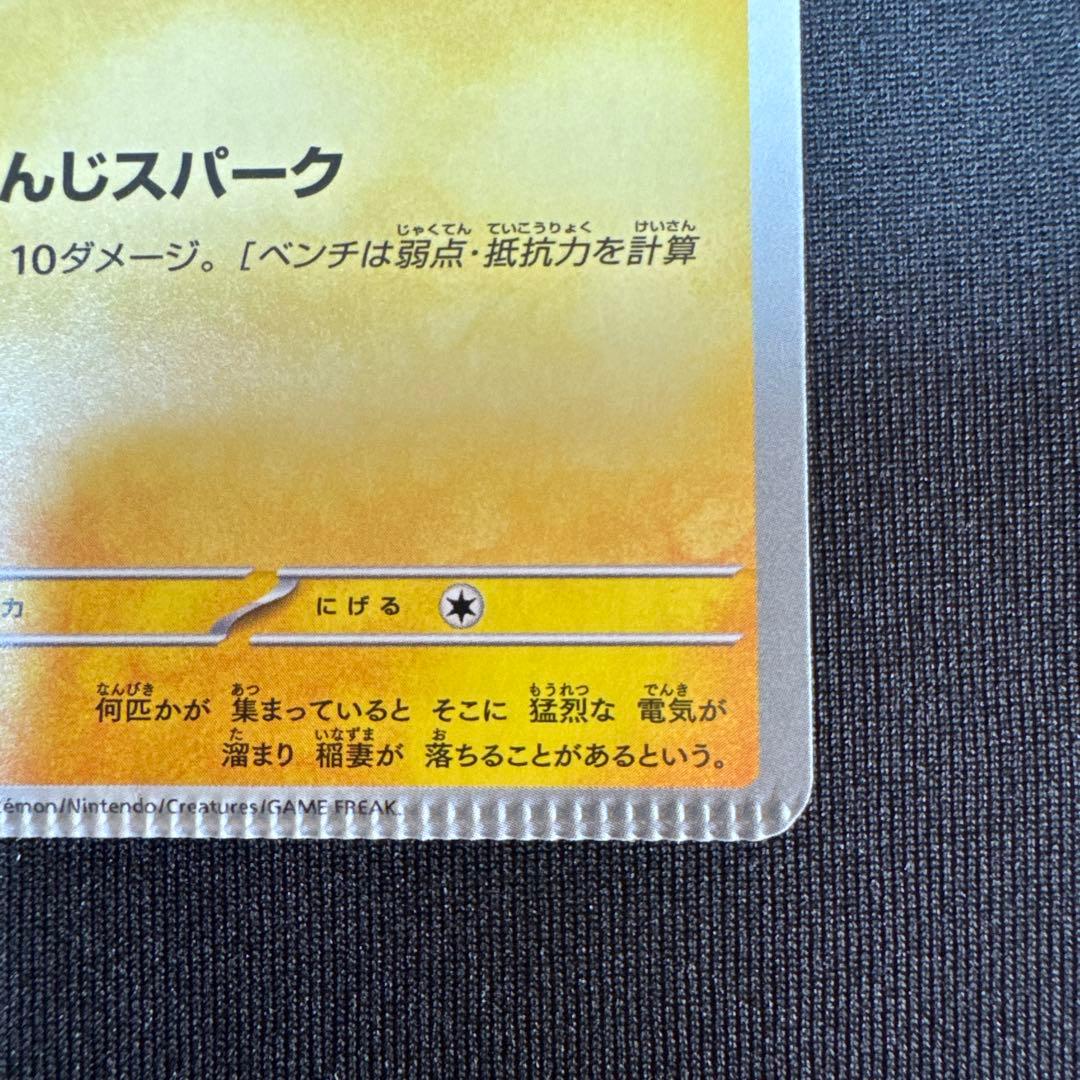 んじスパーク
10ダメージ。[ベンチは弱点・抵抗力を計算
力
にげる
何匹かが 集まっていると そこに 猛烈な 電気が
溜まり 稲妻が 落ちることがあるという。
émon/Nintendo/Creatures/GAME FREAK.